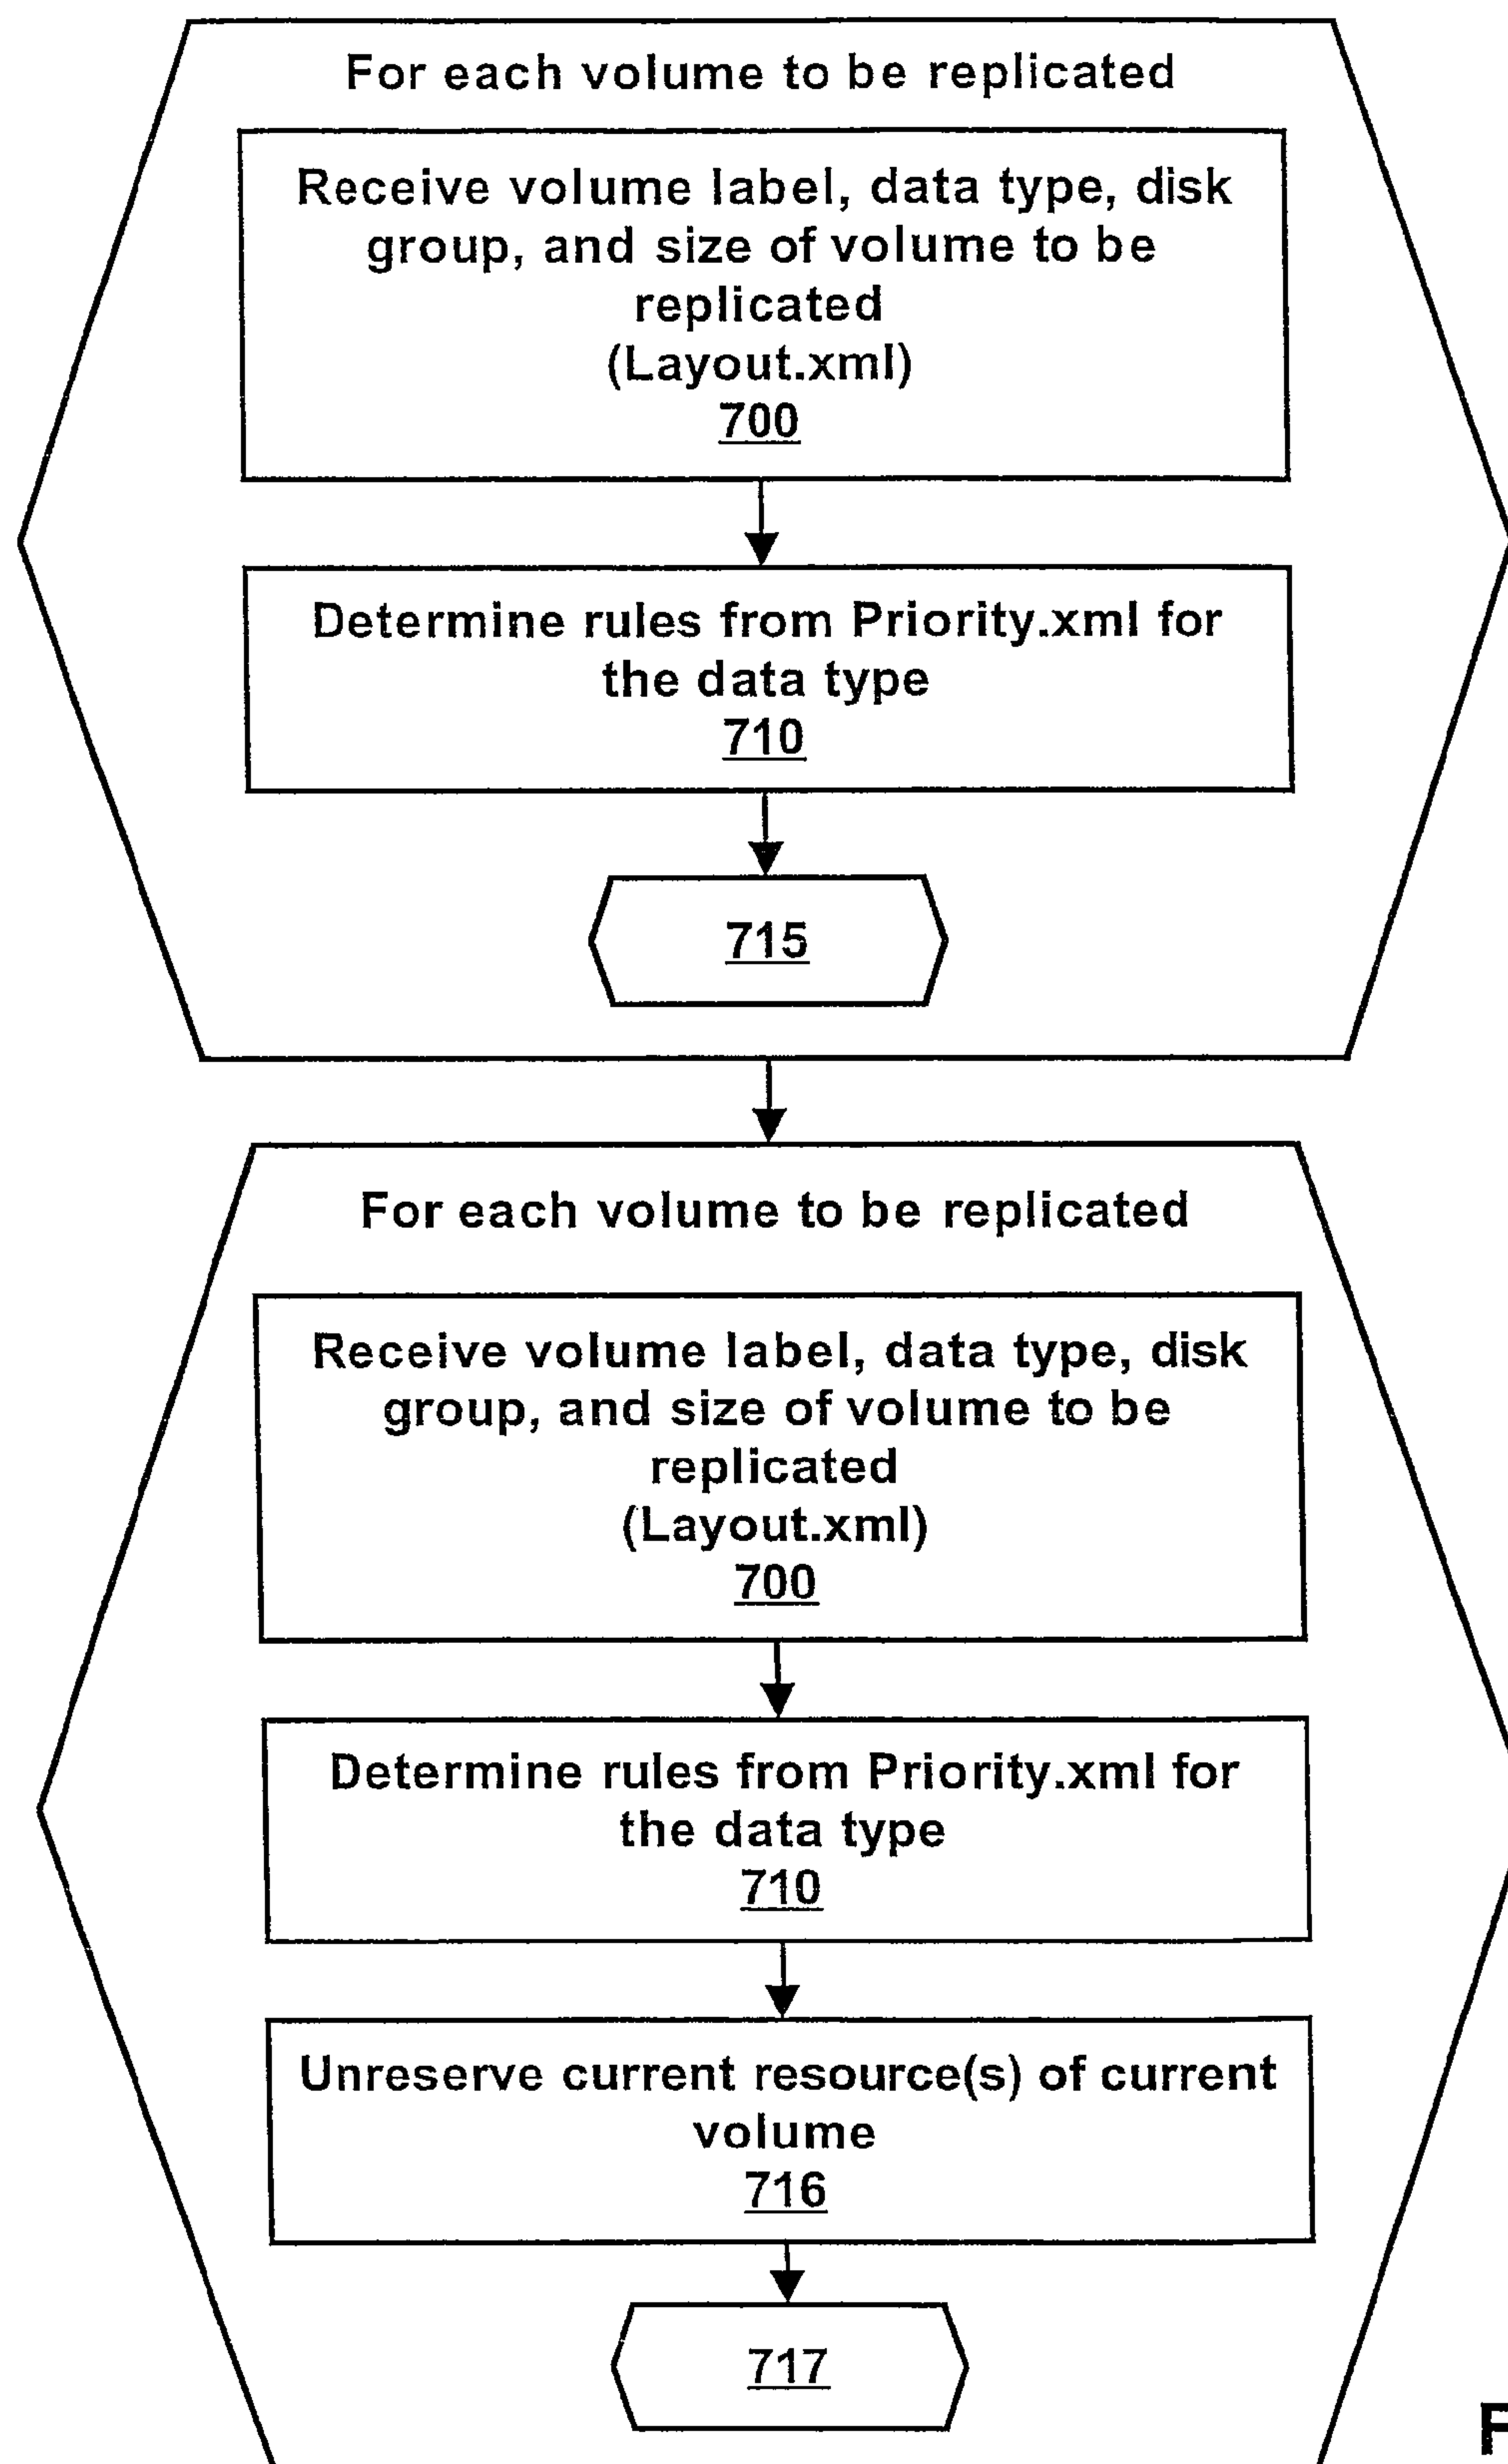 For each volume to be replicated
Receive volume label, data type, disk
group, and size of volume to be
replicated
(Layout.xml)
700
Determine rules from Priority.xml for
the data type
710
715
For each volume to be replicated
Receive volume label, data type, disk
group, and size of volume to be
replicated
(Layout.xml)
700
Determine rules from Priority.xml for
the data type
710
Unreserve current resource(s) of current
volume
716
717